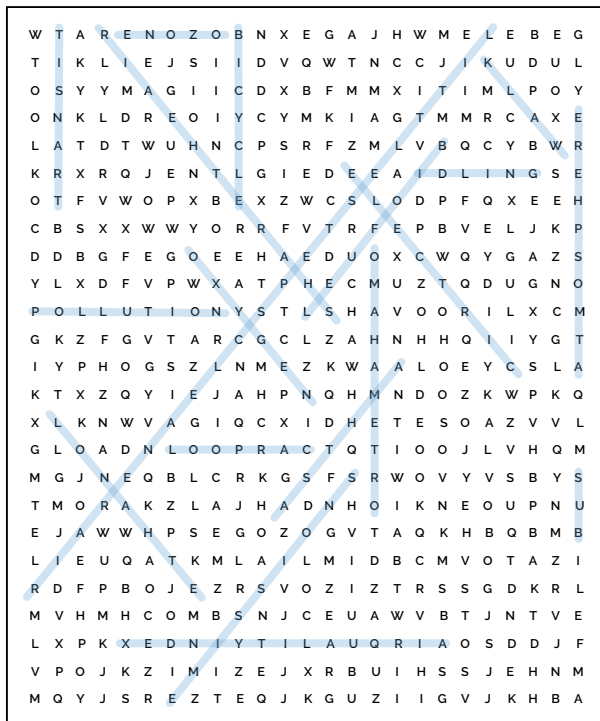 W T A R E N O Z O B N X E G A J H W M E L E B E G
T I K L I E J S I I D V Q W T N C C J I K U D U L
O S Y Y M A G I I C D X B F M M X I T I M L P O Y
O N K L D R E O I Y C Y M K I A G T M M R C A X E
L A T D T W U H N C P S R F Z M L V B Q C Y B W R
K R X R Q J E N T L G I E D E E A I D L I N G S E
O T F V W O P X B E X Z W C S L O D P F Q X E E H
C B S X X W W Y O R R F V T R F E P B V E L J K P
D D B G F E G O E E H A E D U O X C W Q Y G A Z S
Y L X D F V P W X A T P H E C M U Z T Q D U G N O
P O L L U T I O N Y S T L S H A V O O R I L X C M
G K Z F G V T A R C G C L Z A H N H H Q I I Y G T
I Y P H O G S Z L N M E Z K W A A L O E Y C S L A
K T X Z Q Y I E J A H P N Q H M N D O Z K W P K Q
X L K N W V A G I Q C X I D H E T E S O A Z V V L
G L O A D N L O O P R A C T Q T I O O J L V H Q M
M G J N E Q B L C R K G S F S R W O V Y V S B Y S
T M O R A K Z L A J H A D N H O I K N E O U P N U
E J A W W H P S E G O Z O G V T A Q K H B Q B M B
L I E U Q A T K M L A I L M I D B C M V O T A Z I
R D F P B O J E Z R S V O Z I Z T R S S G D K R L
M V H M H C O M B S N J C E U A W V B T J N T V E
L X P K X E D N I Y T I L A U Q R I A O S D D J F
V P O J K Z I M I Z E J X R B U I H S S J E H N M
M Q Y J S R E Z T E Q J K G U Z I I G V J K H B A